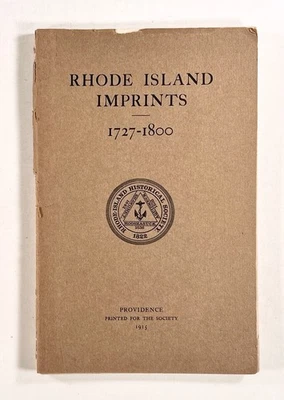 RHODE ISLAND
IMPRINTS
1727-1800
RHODE-ISLAND HISTORICAL SOCIETY
1822
PROVIDENCE
PRINTED FOR THE SOCIETY
1915